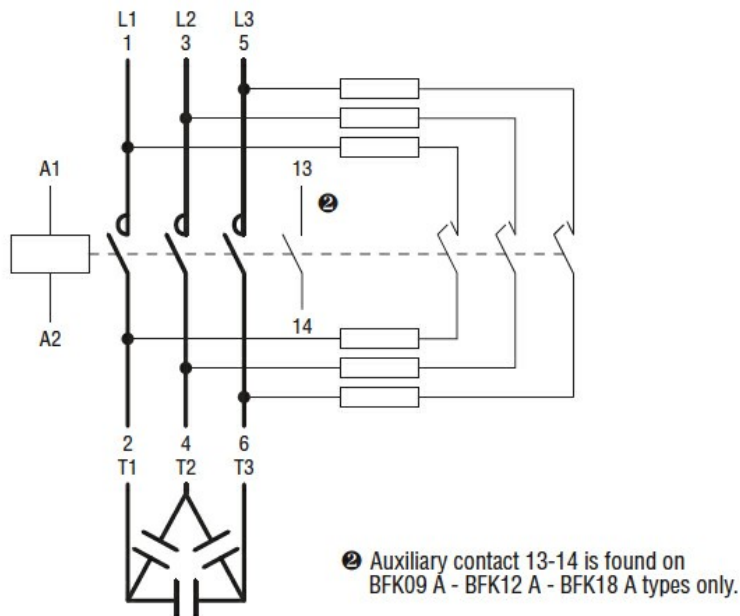 L1 L2 L3
1 3 5
A1
13
❷
A2
14
2 4 6
T1 T2 T3
❷ Auxiliary contact 13-14 is found on
BFK09 A - BFK12 A - BFK18 A types only.